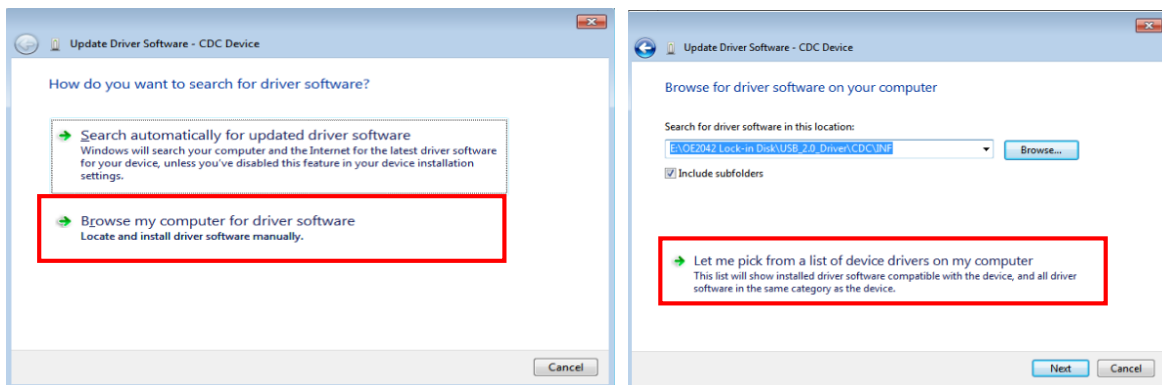 Update Driver Software - CDC Device
How do you want to search for driver software?
Search automatically for updated driver software
Windows will search your computer and the Internet for the latest driver software
for your device, unless you've disabled this feature in your device installation
settings.
Browse my computer for driver software
Locate and install driver software manually.
Cancel
Update Driver Software - CDC Device
Browse for driver software on your computer
Search for driver software in this location:
E:\OE2042 Lock-in Disk\USB_2.0_Driver\CDC\INF
Browse...
Include subfolders
Let me pick from a list of device drivers on my computer
This list will show installed driver software compatible with the device, and all driver
software in the same category as the device.
Next
Cancel